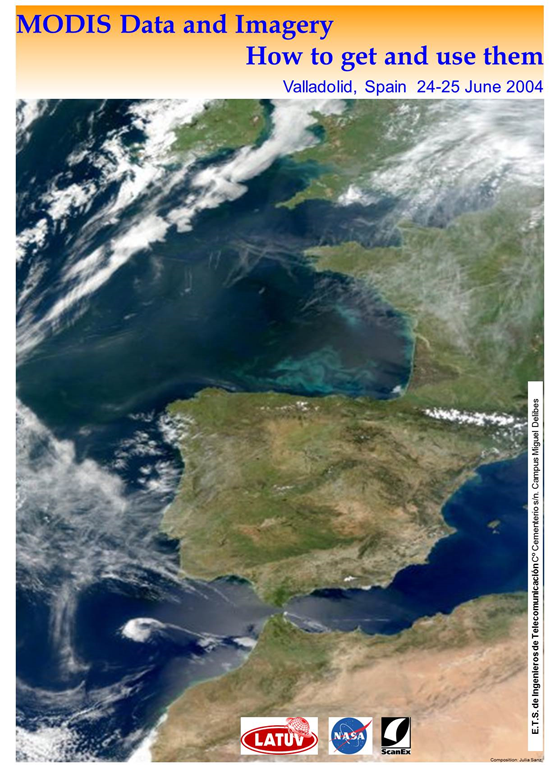 MODIS Data and Imagery
How to get and use them
Valladolid, Spain 24-25 June 2004
E.T.S. de Ingenieros de Telecomunicación Cº Cementerio s/n. Campus Miguel Delibes
LATUV
NASA
ScanEx
Composition: Julia Sanz